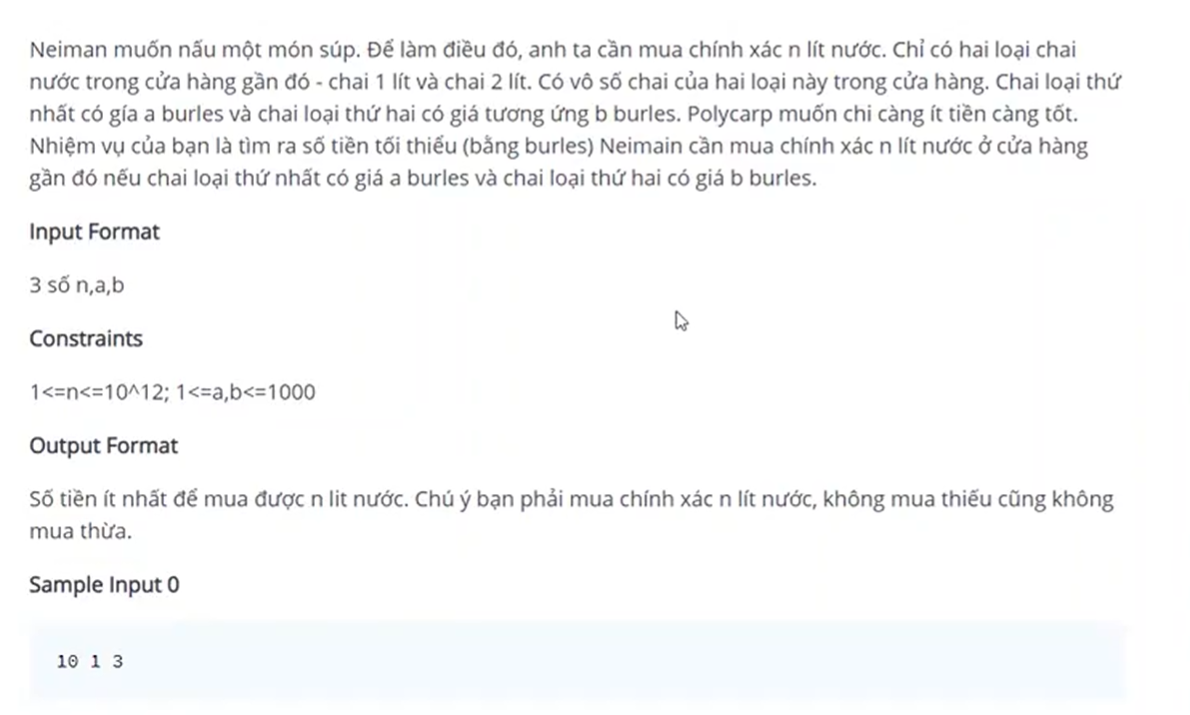 Neiman muốn nấu một món súp. Để làm điều đó, anh ta cần mua chính xác n lít nước. Chỉ có hai loại chai
nước trong cửa hàng gần đó - chai 1 lít và chai 2 lít. Có vô số chai của hai loại này trong cửa hàng. Chai loại thứ
nhất có gía a burles và chai loại thứ hai có giá tương ứng b burles. Polycarp muốn chi càng ít tiền càng tốt.
Nhiệm vụ của bạn là tìm ra số tiền tối thiểu (bằng burles) Neimain cần mua chính xác n lít nước ở cửa hàng
gần đó nếu chai loại thứ nhất có giá a burles và chai loại thứ hai có giá b burles.
Input Format
3 số n,a,b
Constraints
1<=n<=10^12; 1<=a,b<=1000
Output Format
Số tiền ít nhất để mua được n lit nước. Chú ý bạn phải mua chính xác n lít nước, không mua thiếu cũng không
mua thừa.
Sample Input 0
10 1 3